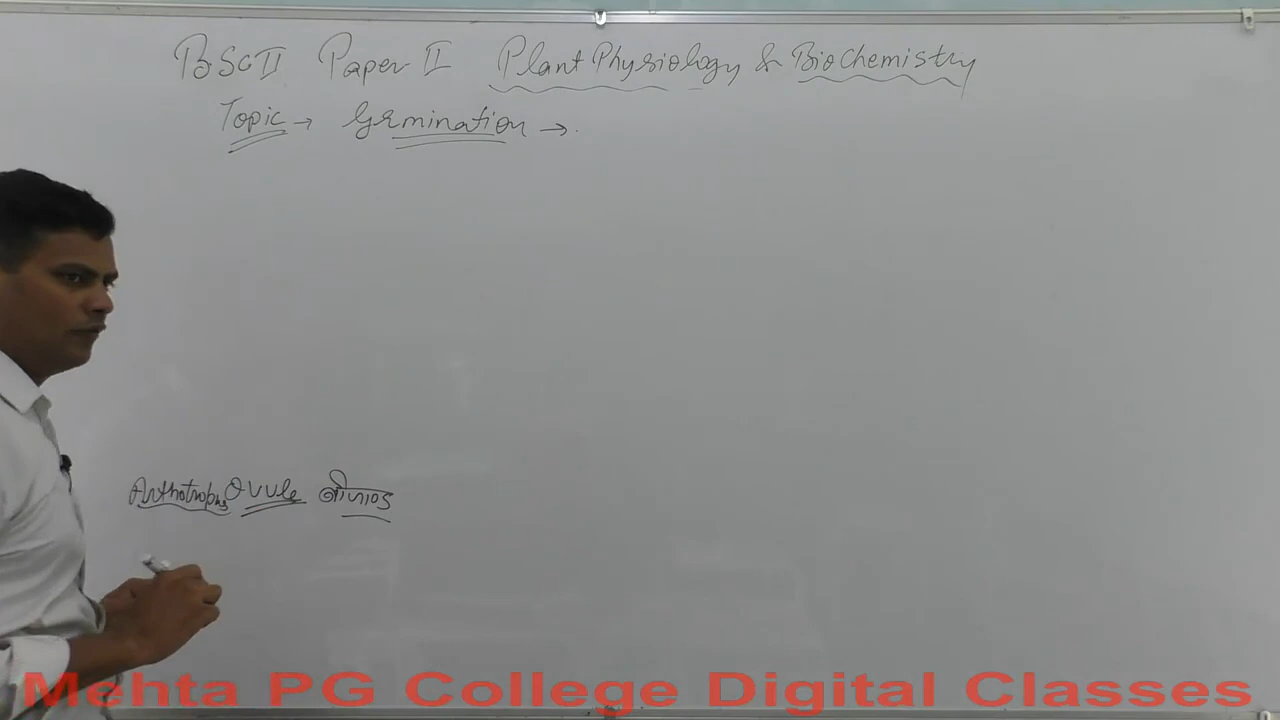 BSC II Paper II Plant Physiology & BioChemistry
Topic → Germination →
Orthotropus Ovule बीजाण्ड
Mehta PG College Digital Classes